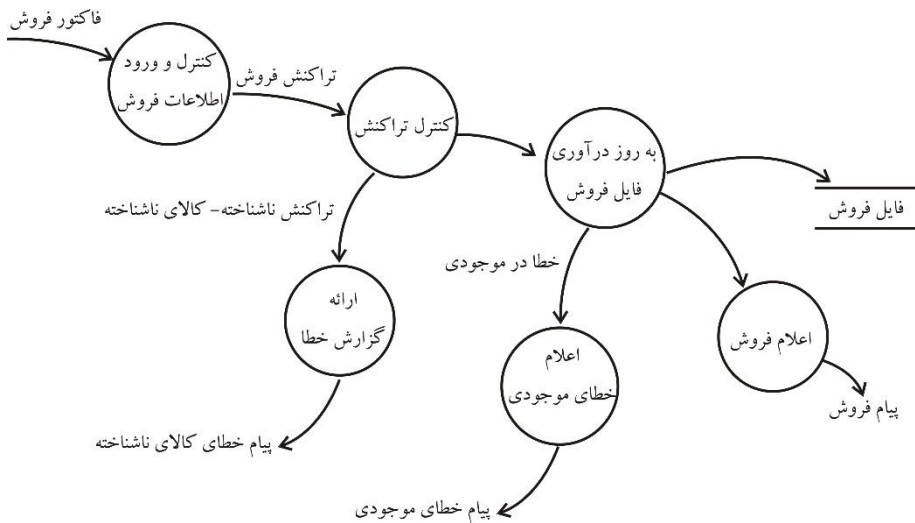 فاکتور فروش
کنترل و ورود
اطلاعات فروش
تراکنش فروش
کنترل تراکنش
به روز درآوری
فایل فروش
فایل فروش
تراکنش ناشناخته- کالای ناشناخته
خطا در موجودی
ارائه
گزارش خطا
اعلام
خطای موجودی
اعلام فروش
پیام فروش
پیام خطای کالای ناشناخته
پیام خطای موجودی